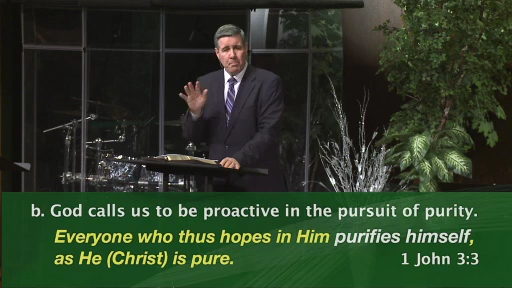 b. God calls us to be proactive in the pursuit of purity.
Everyone who thus hopes in Him purifies himself,
as He (Christ) is pure. 1 John 3:3